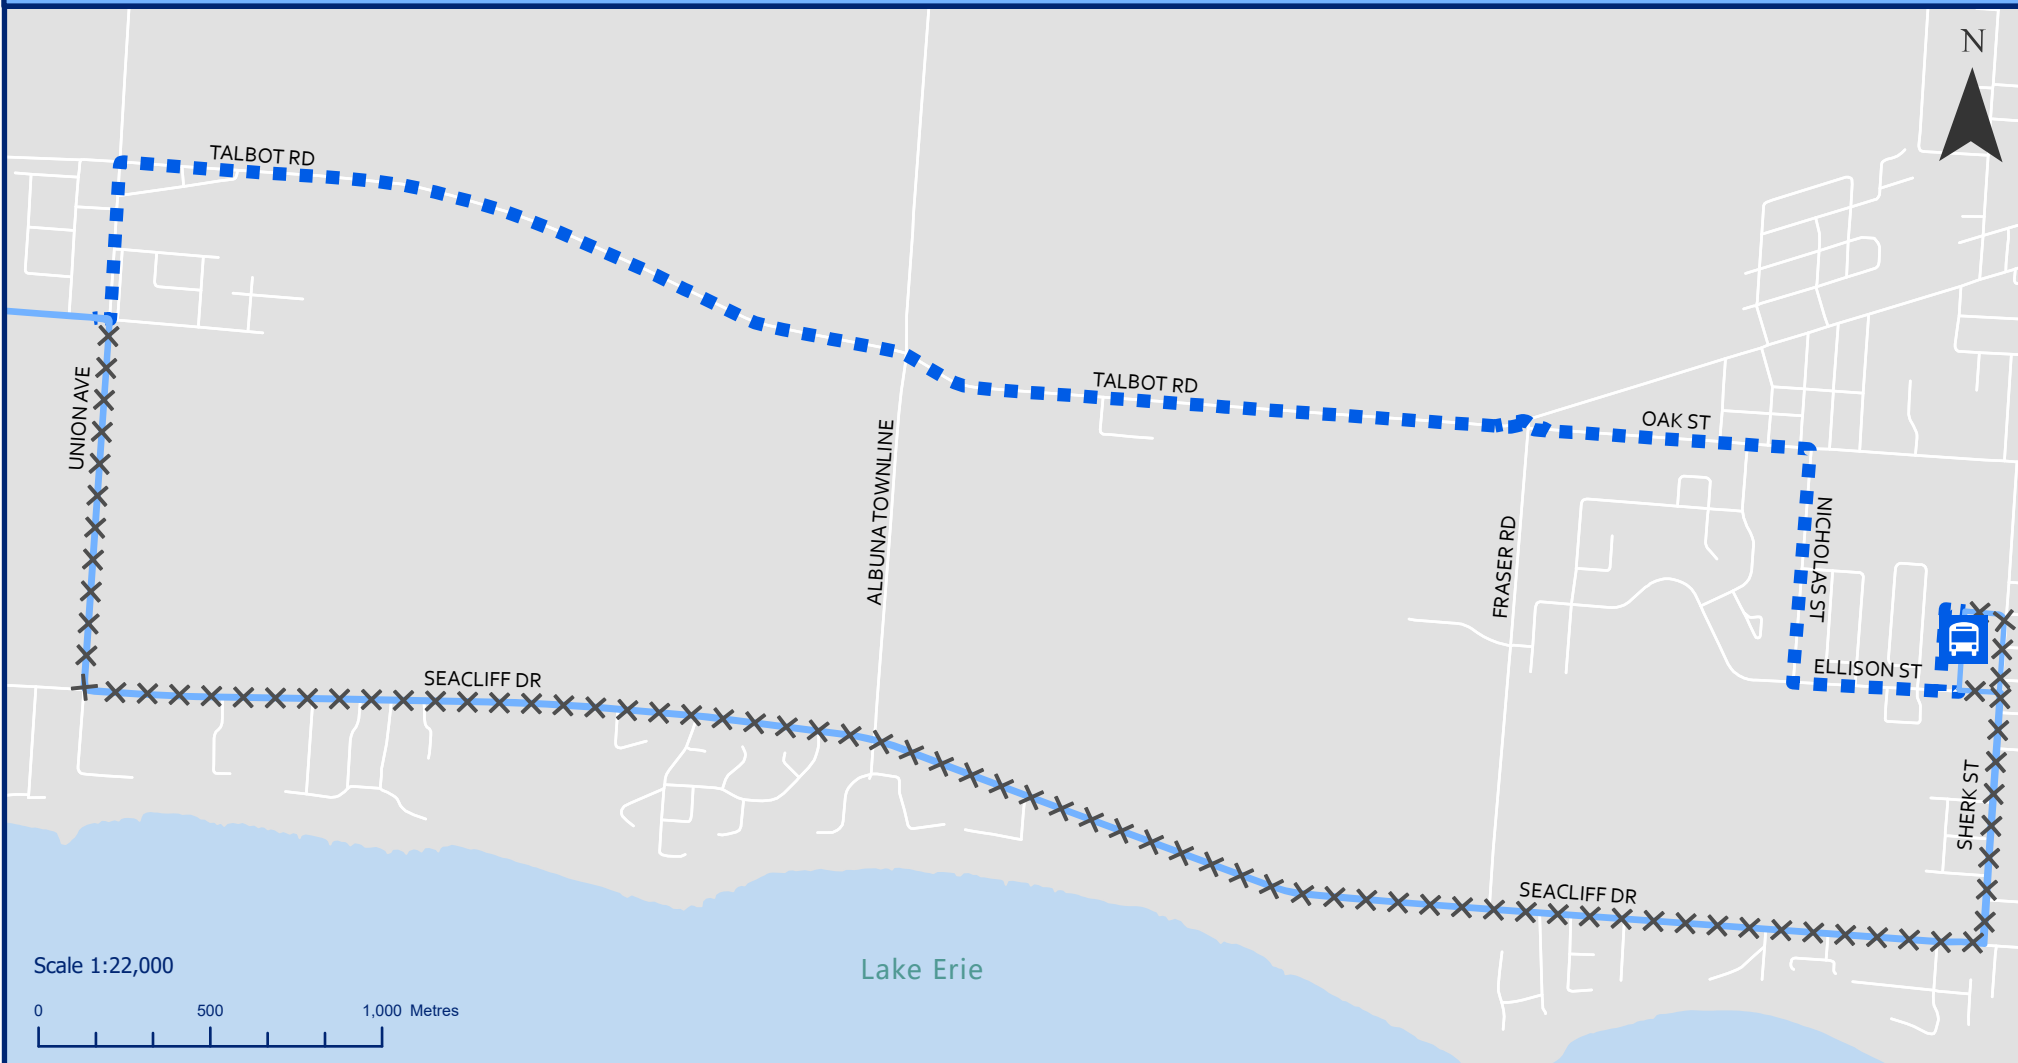 N
TALBOT RD
UNION AVE
TALBOT RD
OAK ST
ALBUNA TOWNLINE
FRASER RD
NICHOLAS ST
SEACLIFF DR
ELLISON ST
SHERK ST
SEACLIFF DR
Lake Erie
Scale 1:22,000
0 500 1,000 Metres